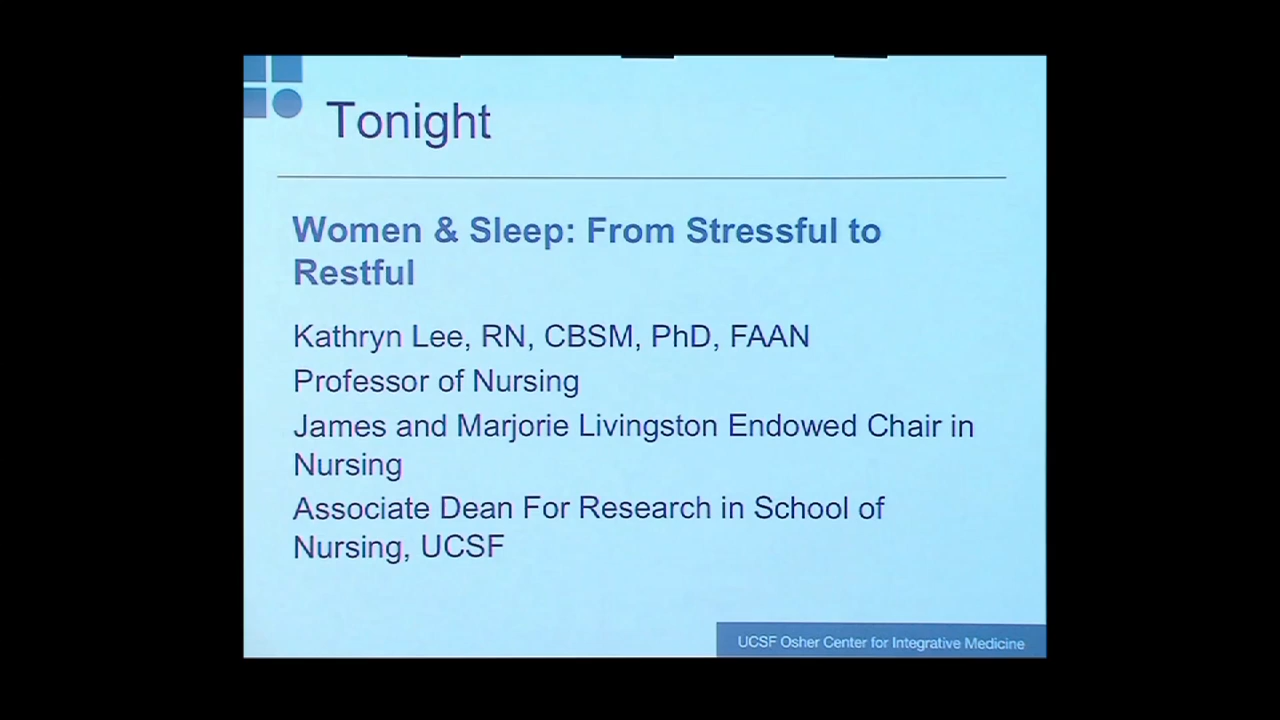 Tonight
Women & Sleep: From Stressful to
Restful
Kathryn Lee, RN, CBSM, PhD, FAAN
Professor of Nursing
James and Marjorie Livingston Endowed Chair in
Nursing
Associate Dean For Research in School of
Nursing, UCSF
UCSF Osher Center for Integrative Medicine